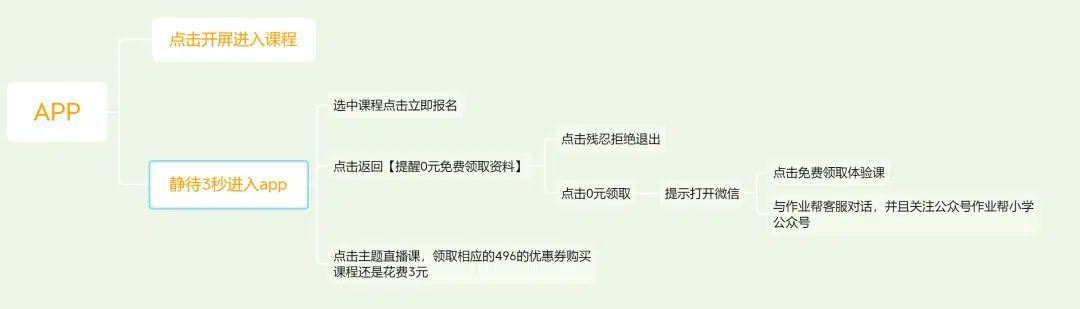 APP
点击开屏进入课程
静待3秒进入app
选中课程点击立即报名
点击返回【提醒0元免费领取资料】
点击残忍拒绝退出
点击0元领取
提示打开微信
点击免费领取体验课
与作业帮客服对话，并且关注公众号作业帮小学
公众号
点击主题直播课，领取相应的496的优惠券购买
课程还是花费3元